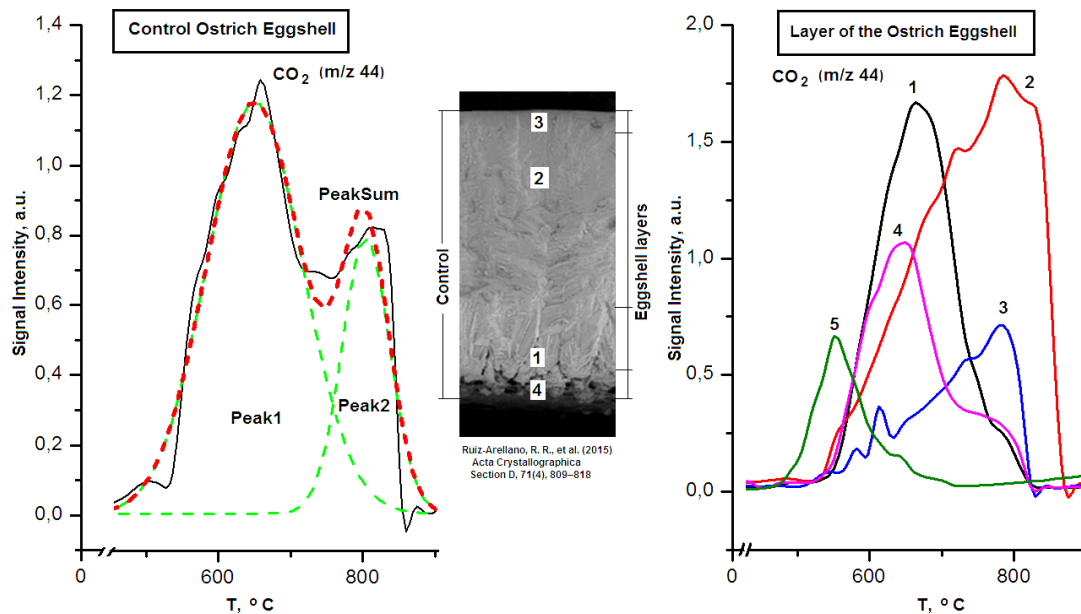 Control Ostrich Eggshell
CO2 (m/z 44)
PeakSum
Peak1
Peak2
Signal Intensity, a.u.
1,4
1,2
1,0
0,8
0,6
0,4
0,2
0,0
0
600
800
T, º C
Control
3
2
1
4
Eggshell layers
Ruiz-Arellano, R. R., et al. (2015)
Acta Crystallographica
Section D, 71(4), 809–818
Layer of the Ostrich Eggshell
CO2 (m/z 44)
1
2
4
3
5
Signal Intensity, a.u.
2,0
1,5
1,0
0,5
0,0
0
600
800
T, º C